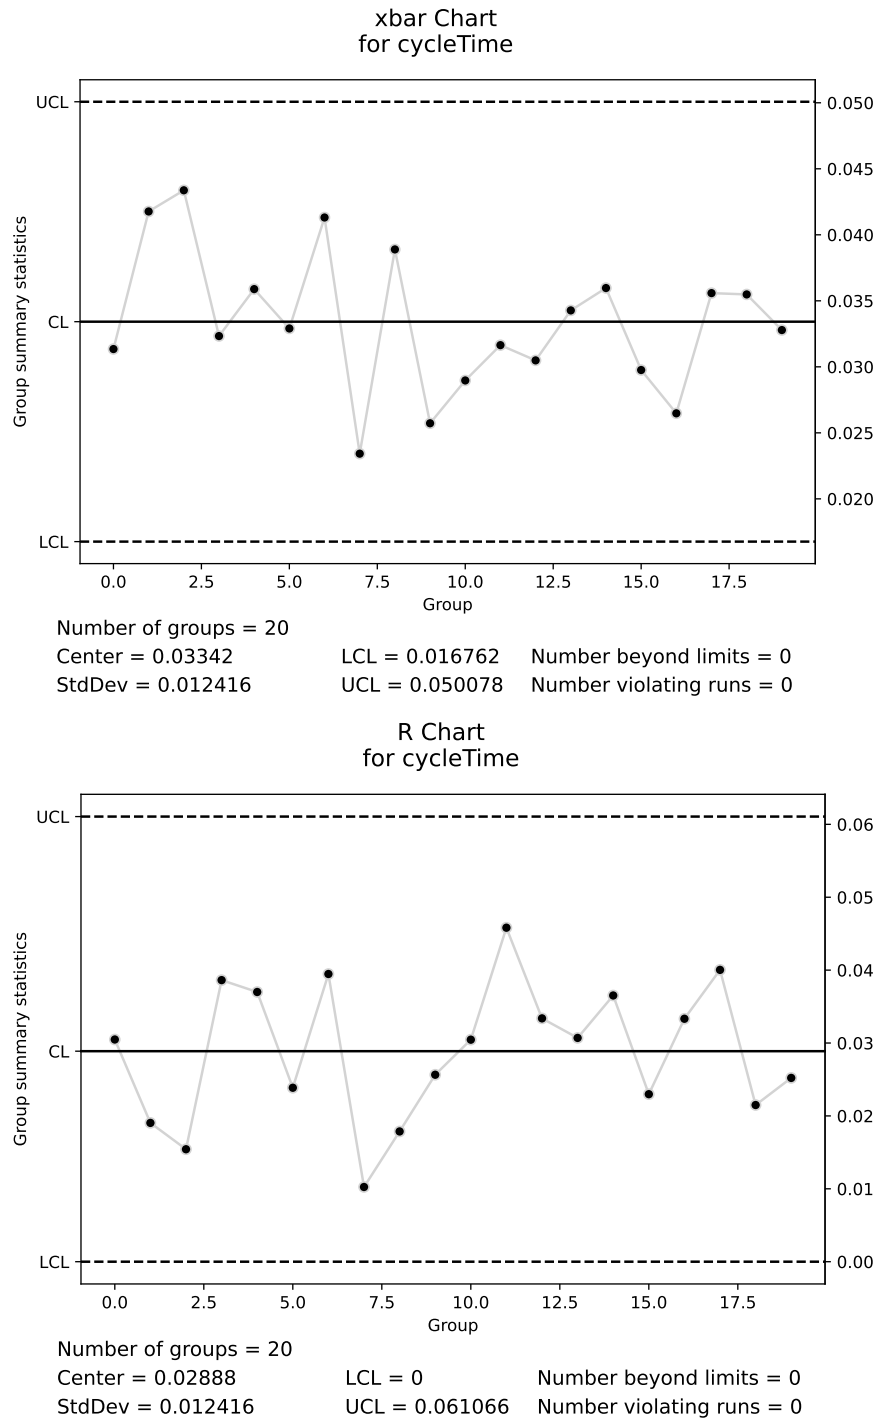 xbar Chart
for cycleTime
UCL
CL
LCL
Group summary statistics
0.050
0.045
0.040
0.035
0.030
0.025
0.020
0.0 2.5 5.0 7.5 10.0 12.5 15.0 17.5
Group
Number of groups = 20
Center = 0.03342 LCL = 0.016762 Number beyond limits = 0
StdDev = 0.012416 UCL = 0.050078 Number violating runs = 0
R Chart
for cycleTime
UCL
CL
LCL
Group summary statistics
0.06
0.05
0.04
0.03
0.02
0.01
0.00
0.0 2.5 5.0 7.5 10.0 12.5 15.0 17.5
Group
Number of groups = 20
Center = 0.02888 LCL = 0 Number beyond limits = 0
StdDev = 0.012416 UCL = 0.061066 Number violating runs = 0